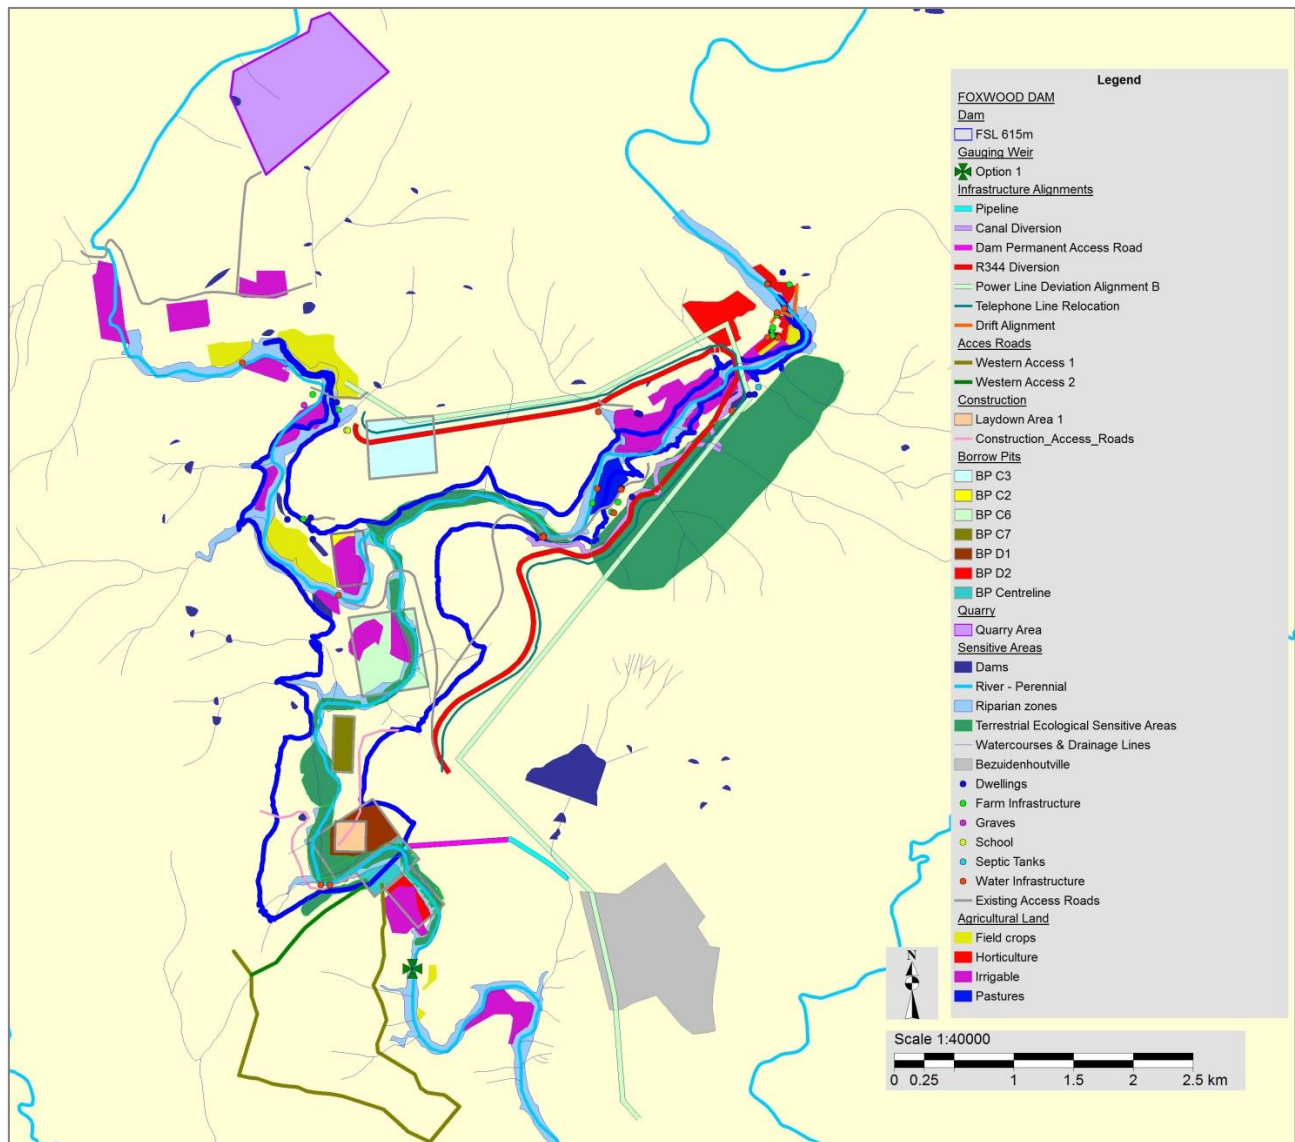 Legend
FOXWOOD DAM
Dam
FSL 615m
Gauging Weir
Option 1
Infrastructure Alignments
Pipeline
Canal Diversion
Dam Permanent Access Road
R344 Diversion
Power Line Deviation Alignment B
Telephone Line Relocation
Drift Alignment
Acces Roads
Western Access 1
Western Access 2
Construction
Laydown Area 1
Construction_Access_Roads
Borrow Pits
BP C3
BP C2
BP C6
BP C7
BP D1
BP D2
BP Centreline
Quarry
Quarry Area
Sensitive Areas
Dams
River - Perennial
Riparian zones
Terrestrial Ecological Sensitive Areas
Watercourses & Drainage Lines
Bezuidenhoutville
Dwellings
Farm Infrastructure
Graves
School
Septic Tanks
Water Infrastructure
Existing Access Roads
Agricultural Land
Field crops
Horticulture
Irrigable
Pastures
N
Scale 1:40000
0 0.25 1 1.5 2 2.5 km